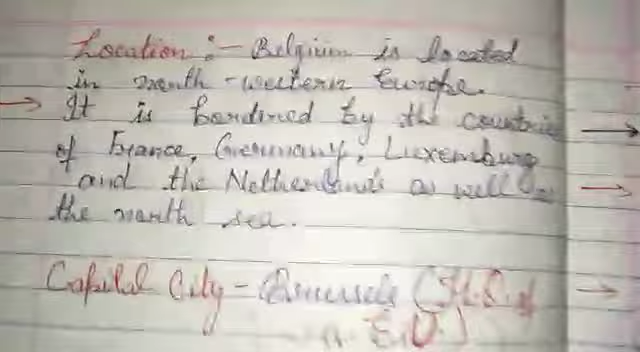 Location :- Belgium is located
in north-western Europe.
It is bordered by the countries
of France, Germany, Luxemburg
and the Netherlands as well as
the north sea.
Capital City - Brussels (H.Q. of
E.U.)